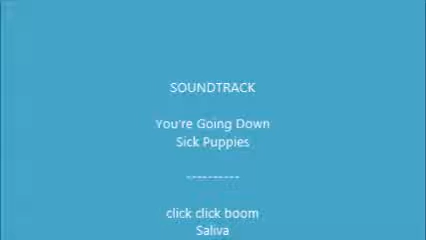 SOUNDTRACK
You're Going Down
Sick Puppies
----------
click click boom
Saliva